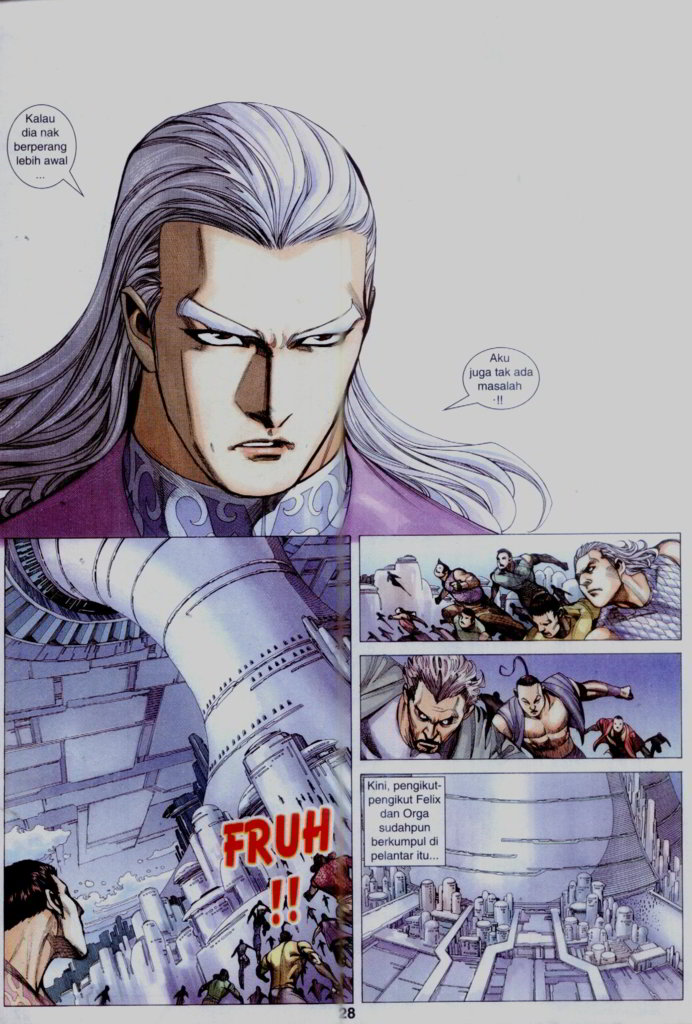 Kalau
dia nak
berperang
lebih awal
...
Aku
juga tak ada
masalah
.!!
FRUH
!!
Kini, pengikut-
pengikut Felix
dan Orga
sudahpun
berkumpul di
pelantar itu...
28